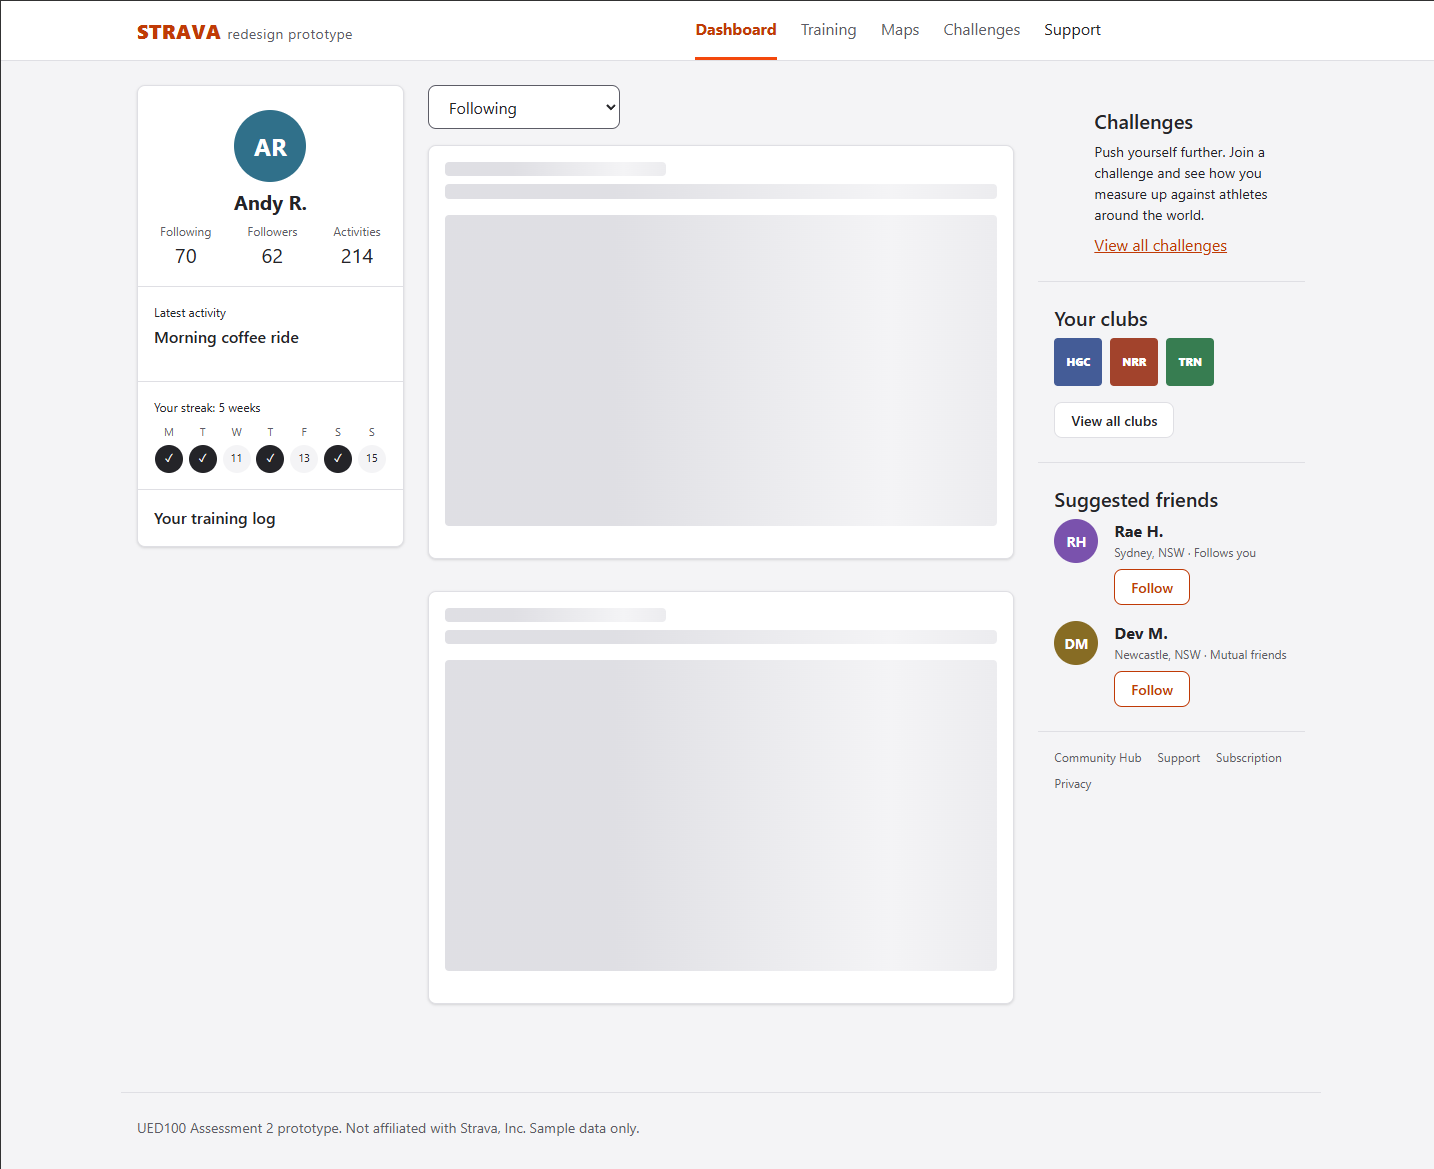 STRAVA redesign prototype
Dashboard Training Maps Challenges Support
AR
Andy R.
Following Followers Activities
70 62 214
Latest activity
Morning coffee ride
Your streak: 5 weeks
M T W T F S S
✓ ✓ 11 ✓ 13 ✓ 15
Your training log
Following
Challenges
Push yourself further. Join a
challenge and see how you
measure up against athletes
around the world.
View all challenges
Your clubs
HGC NRR TRN
View all clubs
Suggested friends
RH
Rae H.
Sydney, NSW · Follows you
Follow
DM
Dev M.
Newcastle, NSW · Mutual friends
Follow
Community Hub Support Subscription
Privacy
UED100 Assessment 2 prototype. Not affiliated with Strava, Inc. Sample data only.